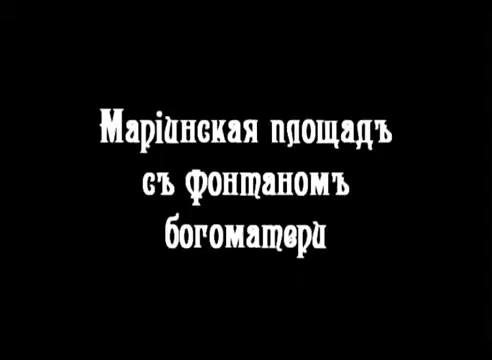 Маріинская площадъ
съ фонтаномъ
богоматери